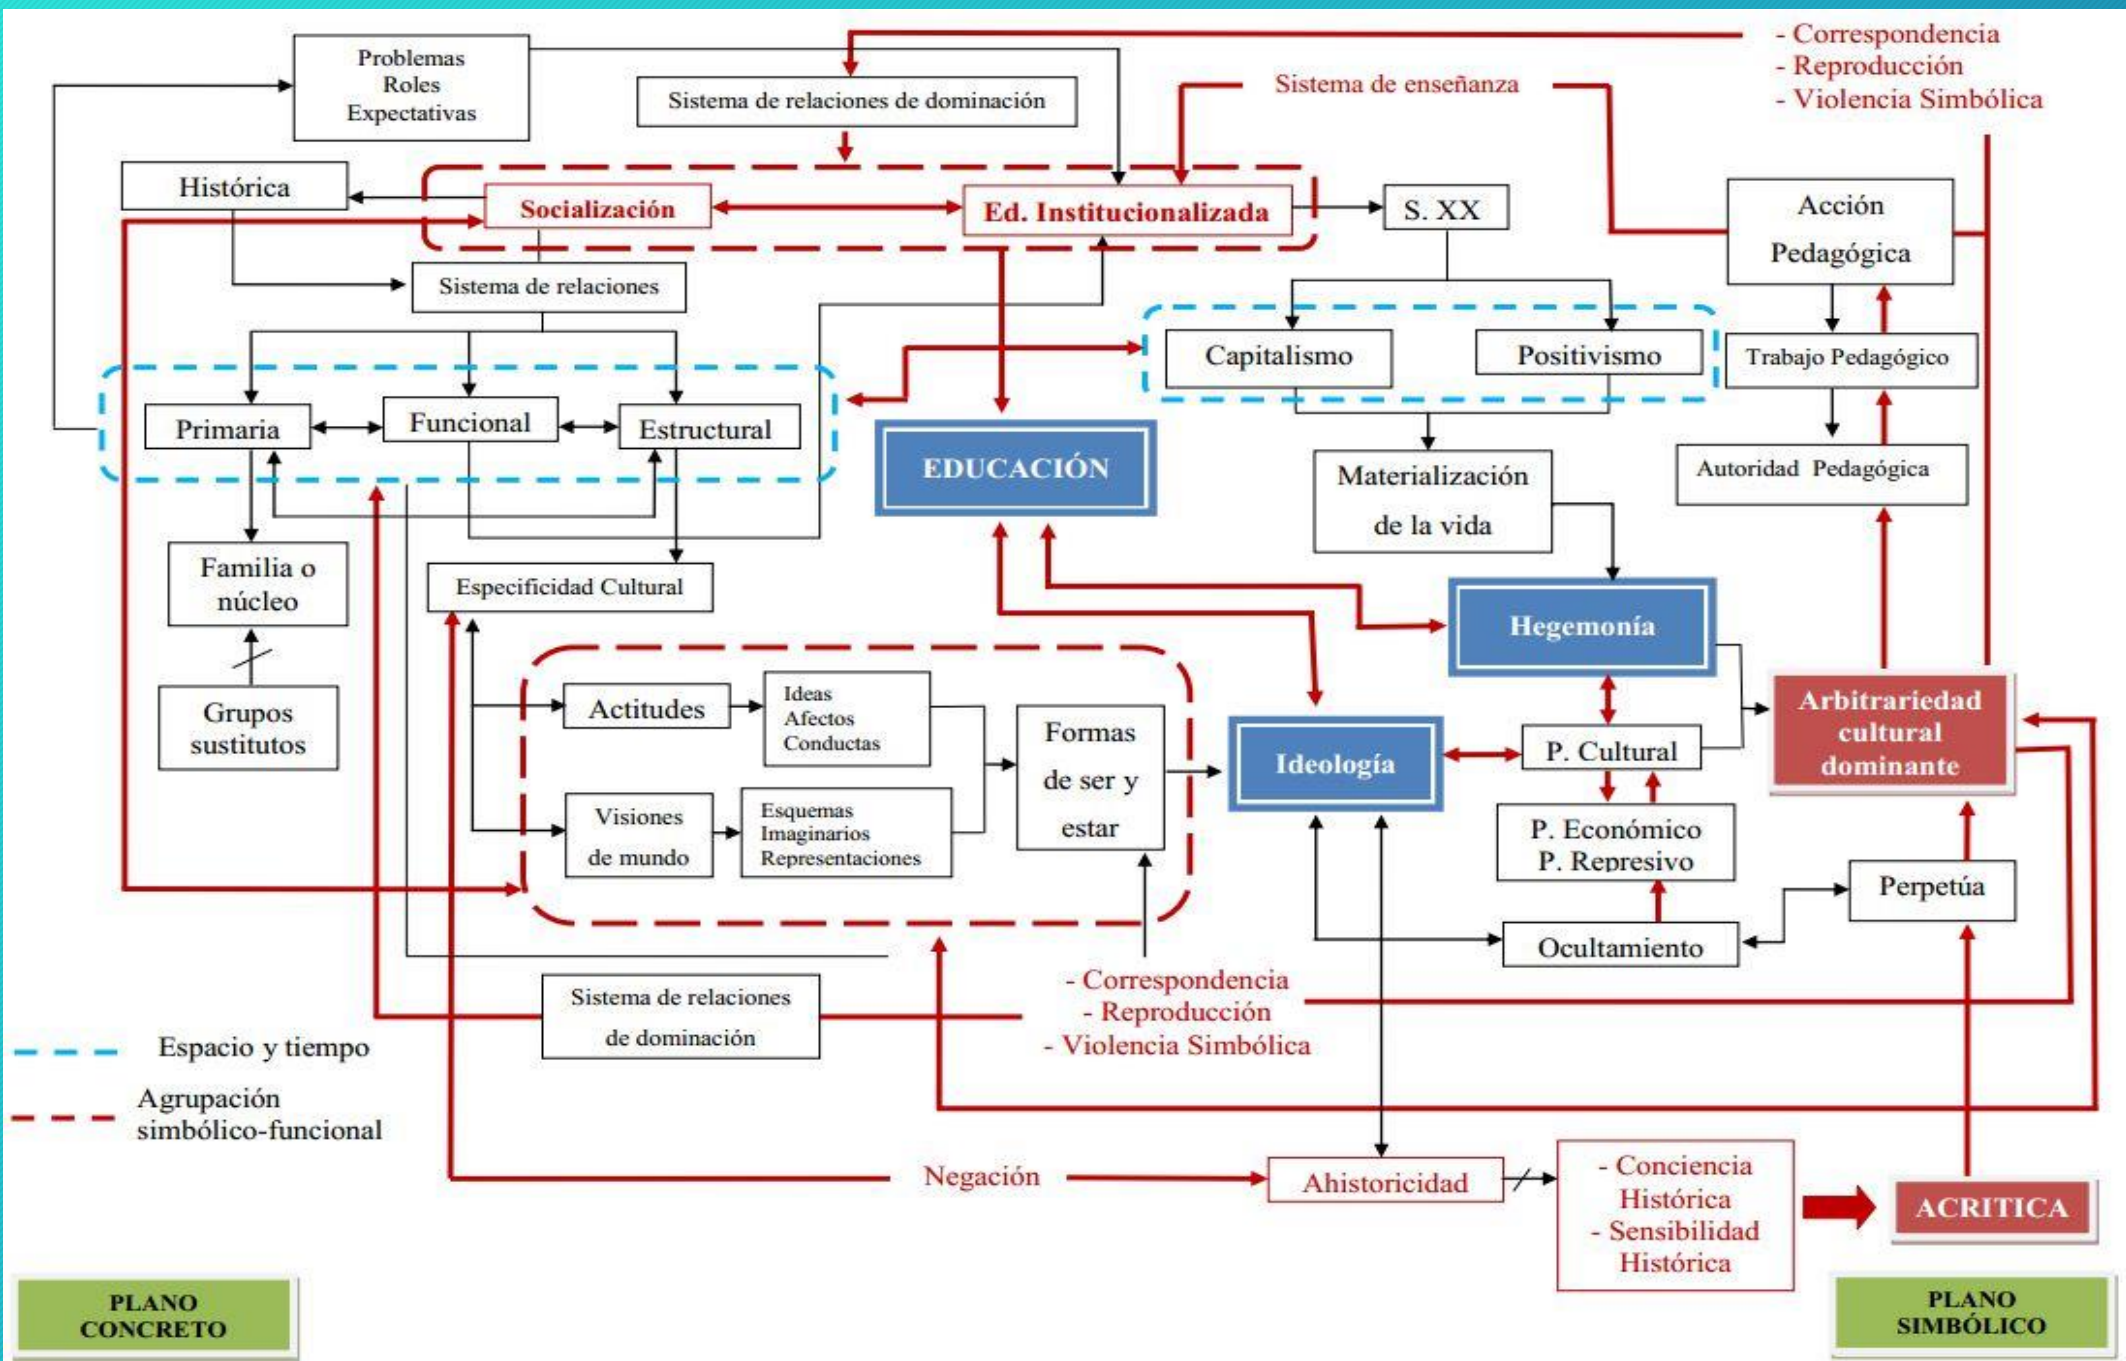 Problemas
Roles
Expectativas
Sistema de relaciones de dominación
Sistema de enseñanza
- Correspondencia
- Reproducción
- Violencia Simbólica
Histórica
Socialización
Ed. Institucionalizada
S. XX
Acción
Pedagógica
Sistema de relaciones
Capitalismo
Positivismo
Trabajo Pedagógico
Primaria
Funcional
Estructural
EDUCACIÓN
Materialización
de la vida
Autoridad Pedagógica
Familia o
núcleo
Especificidad Cultural
Hegemonía
Grupos
sustitutos
Actitudes
Ideas
Afectos
Conductas
Formas
de ser y
estar
Ideología
P. Cultural
Arbitrariedad
cultural
dominante
Visiones
de mundo
Esquemas
Imaginarios
Representaciones
P. Económico
P. Represivo
Perpetúa
Ocultamiento
Sistema de relaciones
de dominación
- Correspondencia
- Reproducción
- Violencia Simbólica
Espacio y tiempo
Agrupación
simbólico-funcional
Negación
Ahistoricidad
- Conciencia
Histórica
- Sensibilidad
Histórica
ACRITICA
PLANO
CONCRETO
PLANO
SIMBÓLICO